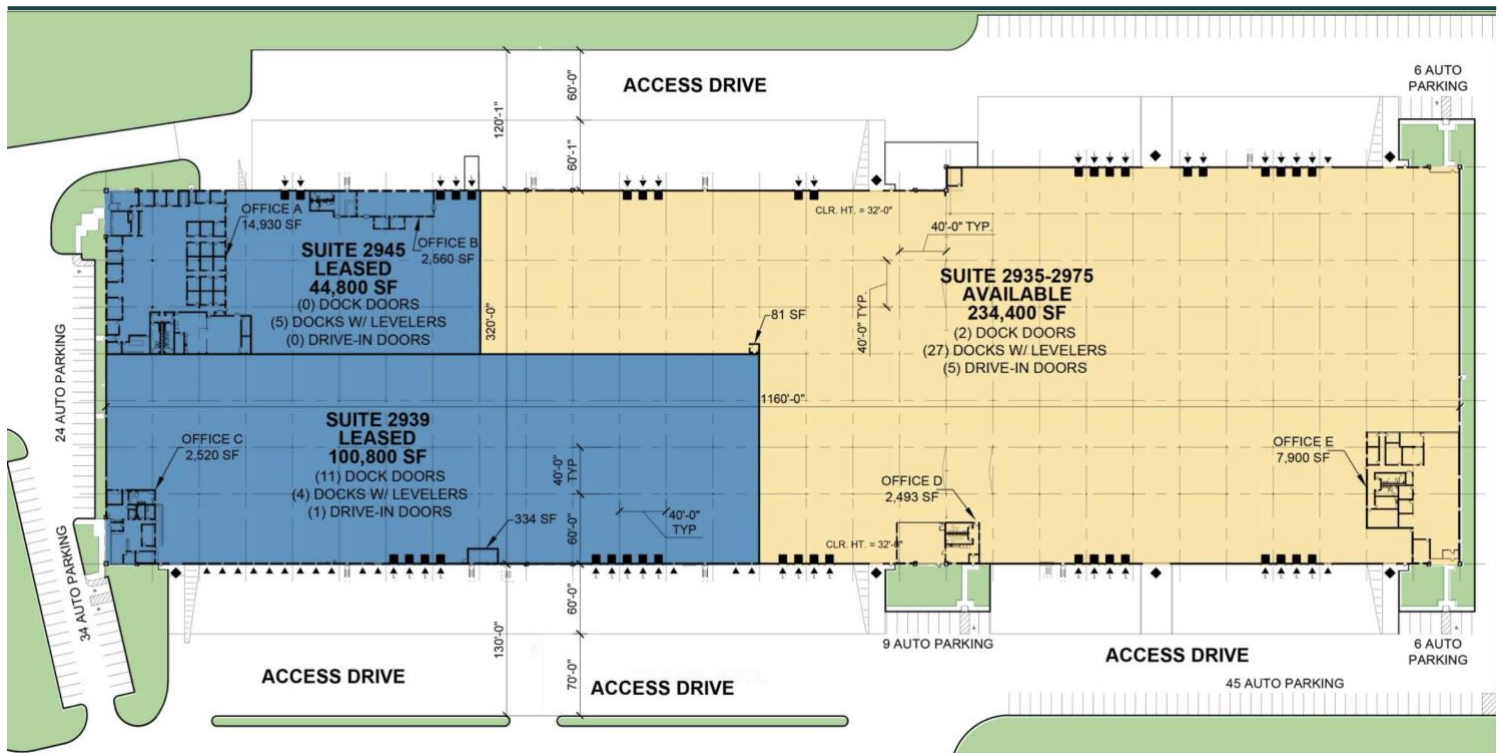 ACCESS DRIVE
6 AUTO
PARKING
120'-1"
60'-0"
60'-1"
OFFICE A
14,930 SF
OFFICE B
2,560 SF
SUITE 2945
LEASED
44,800 SF
(0) DOCK DOORS
(5) DOCKS W/ LEVELERS
(0) DRIVE-IN DOORS
320'-0"
CLR. HT. = 32'-0"
40'-0" TYP.
40'-0" TYP.
SUITE 2935-2975
AVAILABLE
234,400 SF
(2) DOCK DOORS
(27) DOCKS W/ LEVELERS
(5) DRIVE-IN DOORS
81 SF
24 AUTO PARKING
1160'-0"
SUITE 2939
LEASED
100,800 SF
(11) DOCK DOORS
(4) DOCKS W/ LEVELERS
(1) DRIVE-IN DOORS
OFFICE C
2,520 SF
40'-0"
TYP
OFFICE D
2,493 SF
OFFICE E
7,900 SF
334 SF
60'-0"
40'-0"
TYP
CLR. HT. = 32'-0"
34 AUTO PARKING
60'-0"
130'-0"
70'-0"
9 AUTO PARKING
6 AUTO
PARKING
ACCESS DRIVE
ACCESS DRIVE
ACCESS DRIVE
45 AUTO PARKING